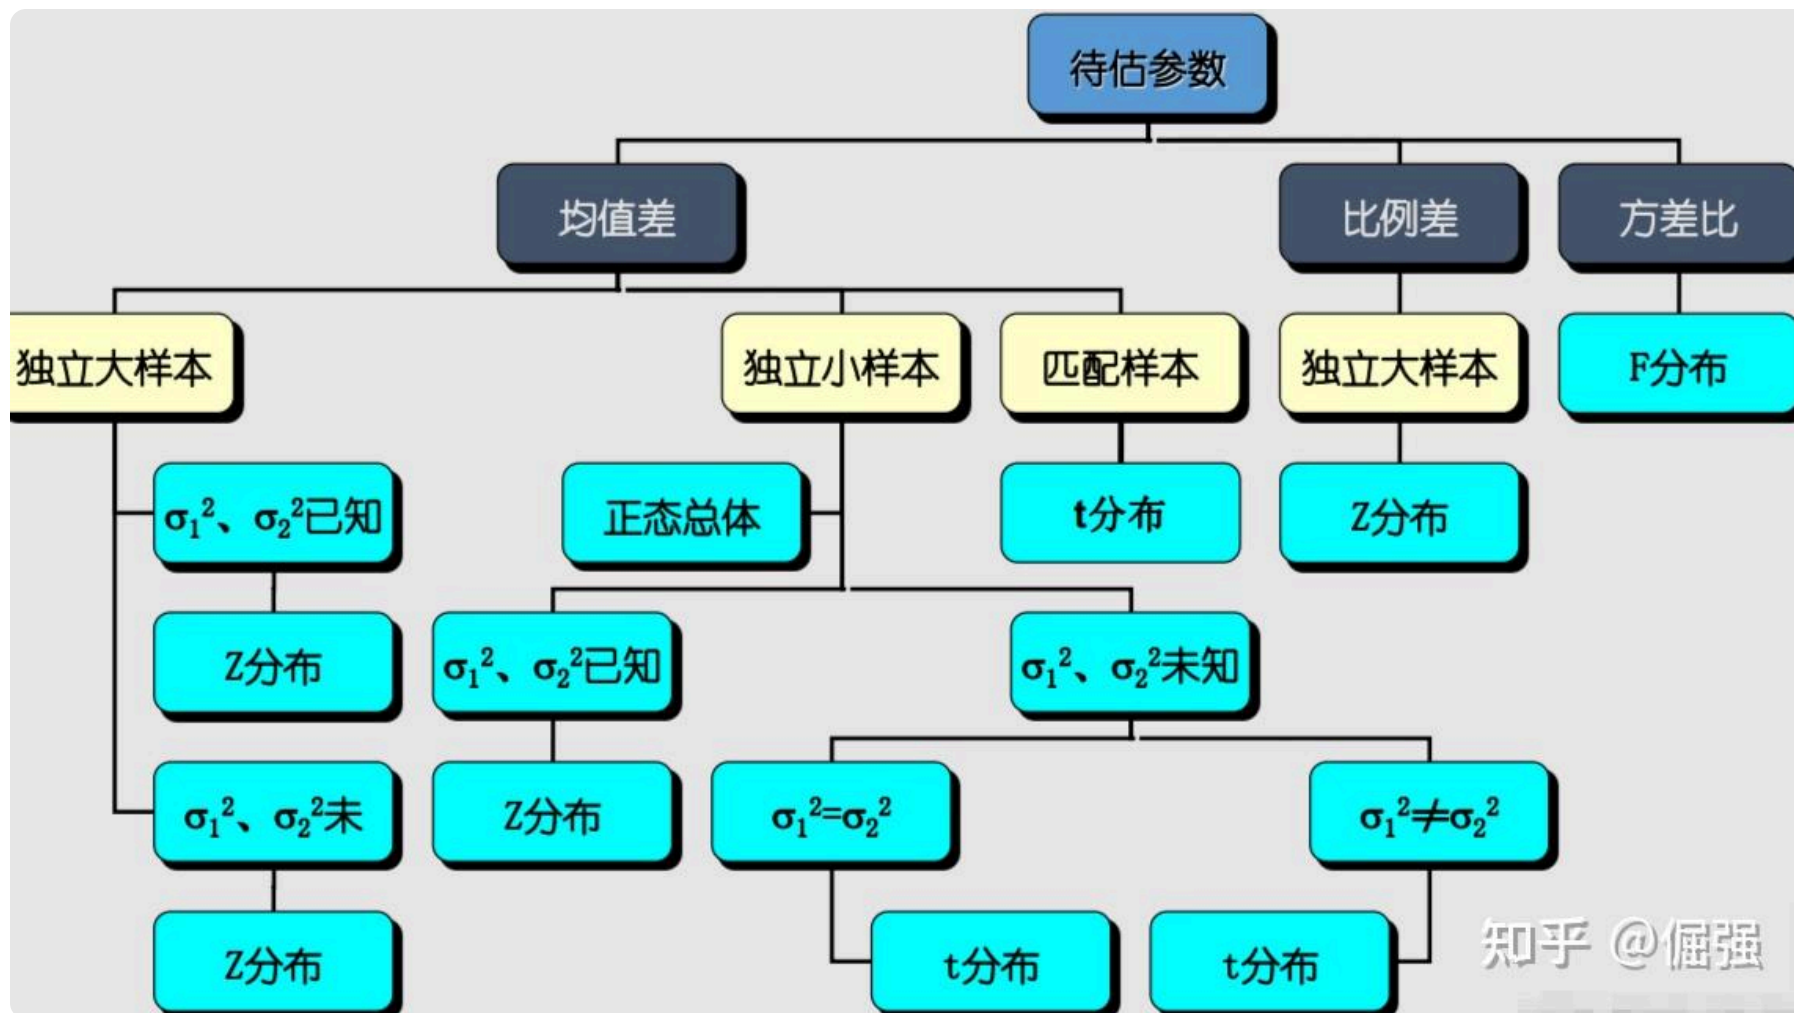 待估参数
均值差
比例差
方差比
独立大样本
独立小样本
匹配样本
独立大样本
F分布
σ₁²、σ₂²已知
正态总体
t分布
Z分布
Z分布
σ₁²、σ₂²已知
σ₁²、σ₂²未知
σ₁²、σ₂²未
Z分布
σ₁²=σ₂²
σ₁²≠σ₂²
Z分布
t分布
t分布
知乎 @倔强